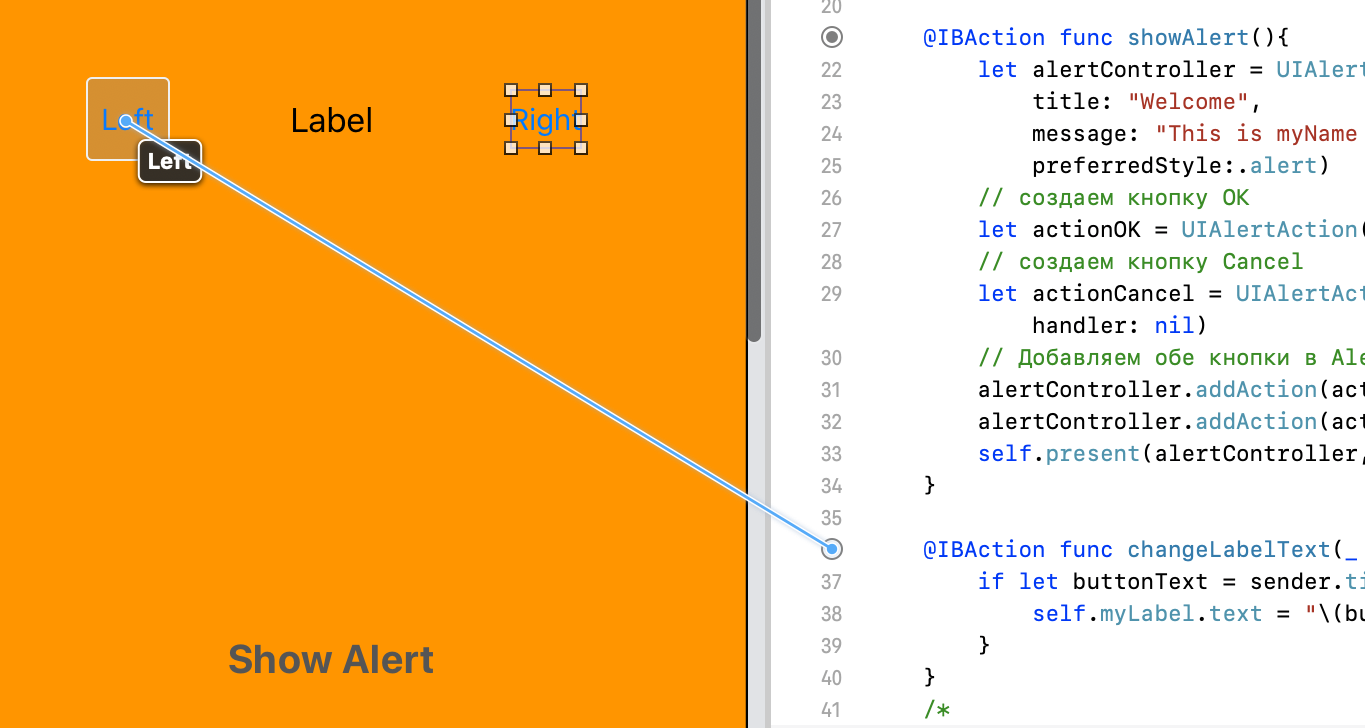 Left
Left
Label
Right
Show Alert
20
@IBAction func showAlert(){
22 let alertController = UIAlert
23 title: "Welcome",
24 message: "This is myName
25 preferredStyle:.alert)
26 // создаем кнопку OK
27 let actionOK = UIAlertAction(
28 // создаем кнопку Cancel
29 let actionCancel = UIAlertAct
handler: nil)
30 // Добавляем обе кнопки в Ale
31 alertController.addAction(act
32 alertController.addAction(act
33 self.present(alertController,
34 }
35
@IBAction func changeLabelText(_
37 if let buttonText = sender.ti
38 self.myLabel.text = "\(bu
39 }
40 }
41 /*